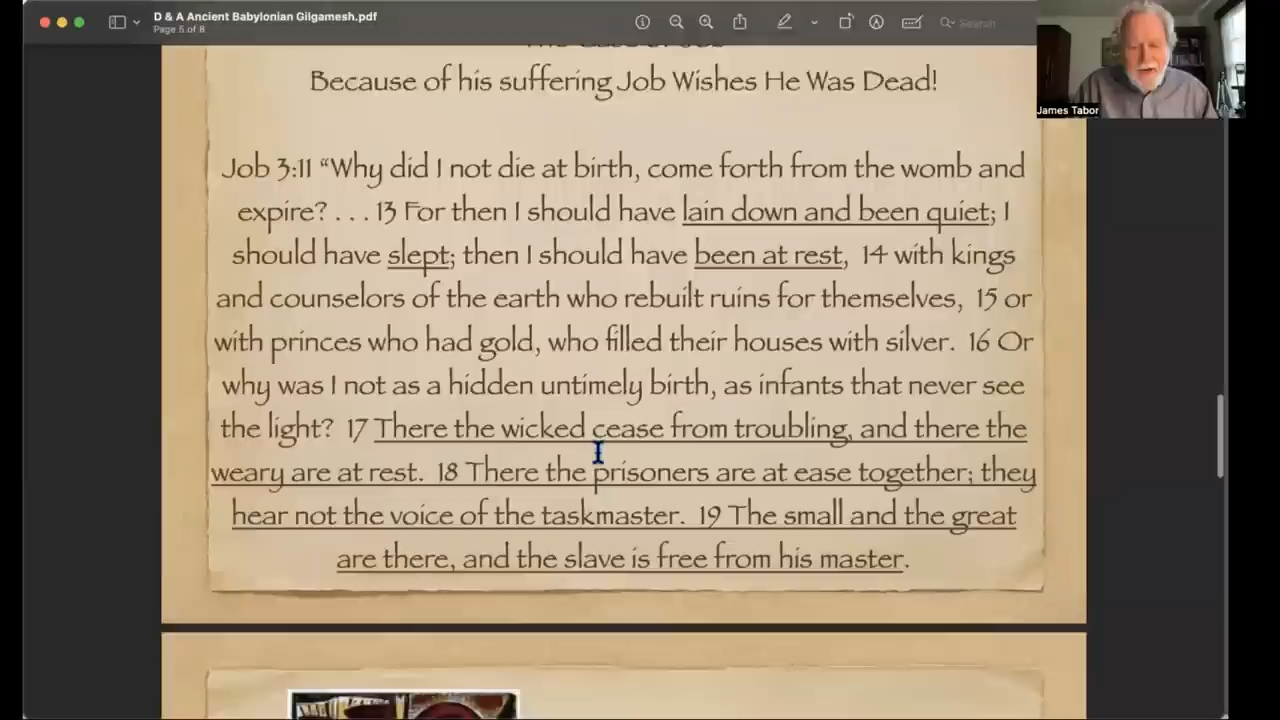 D & A Ancient Babylonian Gilgamesh.pdf
Page 5 of 8
Search
James Tabor
Because of his suffering Job Wishes He Was Dead!
Job 3:11 “Why did I not die at birth, come forth from the womb and
expire? . . . 13 For then I should have lain down and been quiet; I
should have slept; then I should have been at rest, 14 with kings
and counselors of the earth who rebuilt ruins for themselves, 15 or
with princes who had gold, who filled their houses with silver. 16 Or
why was I not as a hidden untimely birth, as infants that never see
the light? 17 There the wicked cease from troubling, and there the
weary are at rest. 18 There the prisoners are at ease together; they
hear not the voice of the taskmaster. 19 The small and the great
are there, and the slave is free from his master.